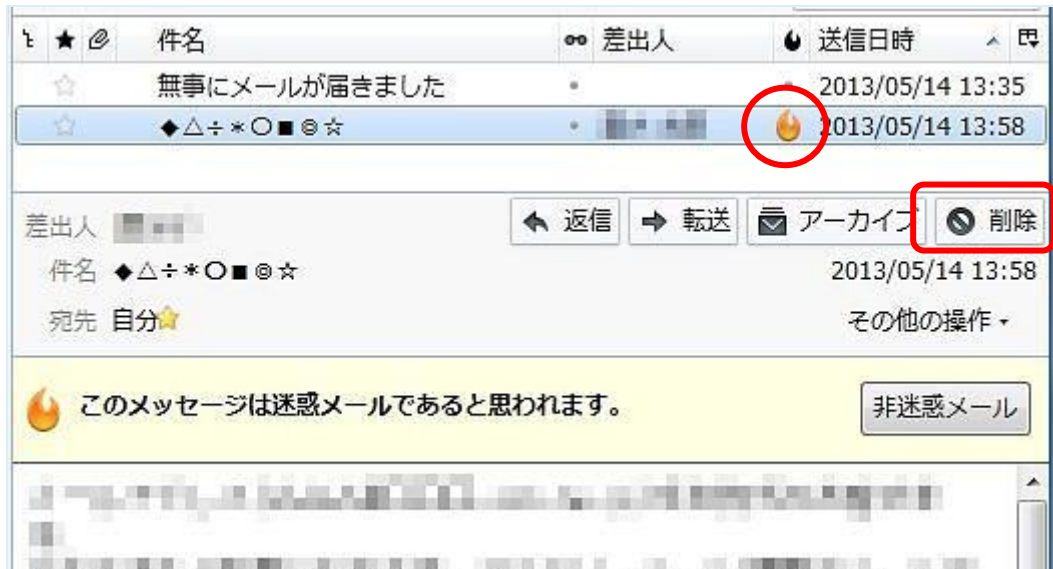 件名 差出人 送信日時
無事にメールが届きました 2013/05/14 13:35
◆△÷*○■◎☆ 2013/05/14 13:58
差出人 返信 転送 アーカイブ 削除
件名 ◆△÷*○■◎☆ 2013/05/14 13:58
宛先 自分 その他の操作
このメッセージは迷惑メールであると思われます。 非迷惑メール